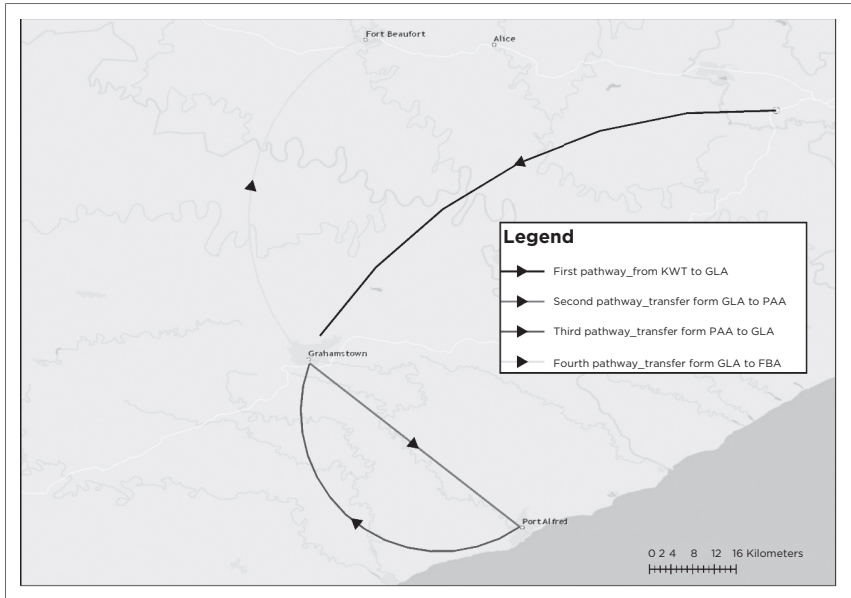 Fort Beaufort
Alice
Legend
First pathway_from KWT to GLA
Second pathway_transfer form GLA to PAA
Third pathway_transfer form PAA to GLA
Fourth pathway_transfer form GLA to FBA
Grahamstown
Port Alfred
0 2 4 8 12 16 Kilometers